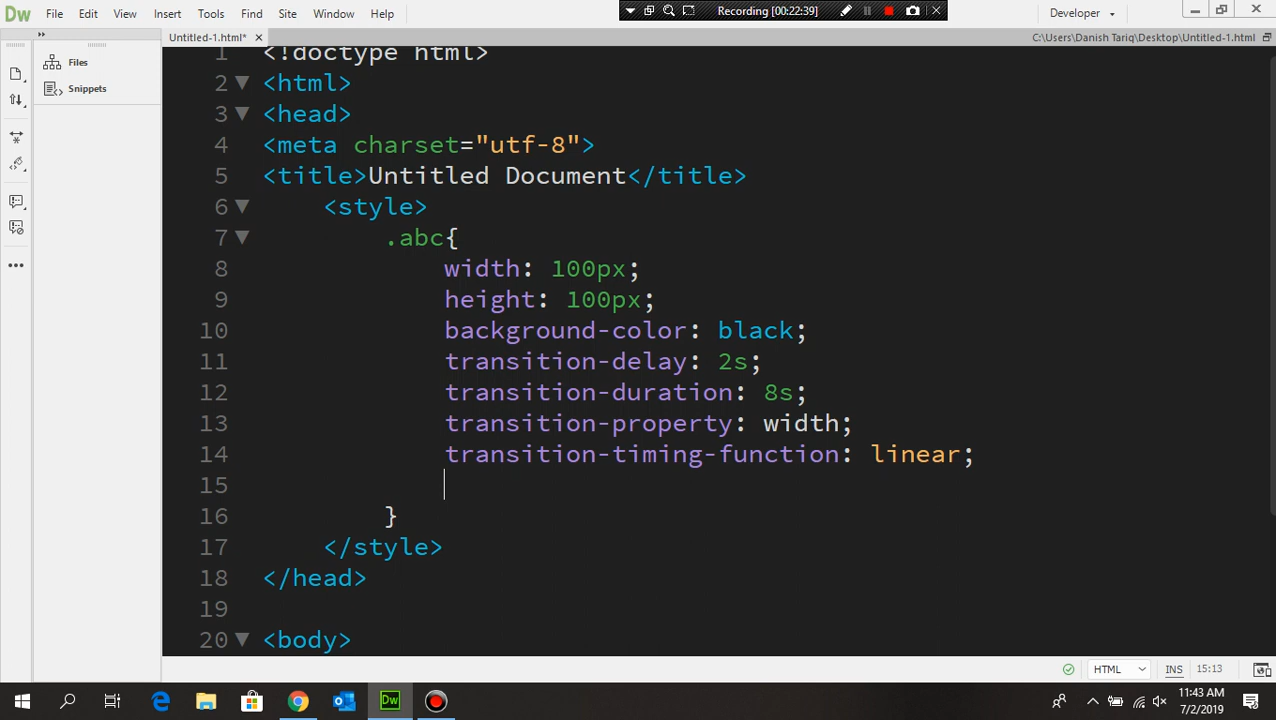 Dw File Edit View Insert Tools Find Site Window Help Recording [00:22:39] Developer
Untitled-1.html* C:\Users\Danish Tariq\Desktop\Untitled-1.html
Files
Snippets
1 <!doctype html>
2 <html>
3 <head>
4 <meta charset="utf-8">
5 <title>Untitled Document</title>
6 <style>
7 .abc{
8 width: 100px;
9 height: 100px;
10 background-color: black;
11 transition-delay: 2s;
12 transition-duration: 8s;
13 transition-property: width;
14 transition-timing-function: linear;
15
16 }
17 </style>
18 </head>
19
20 <body>
HTML INS 15:13
Dw
11:43 AM
7/2/2019